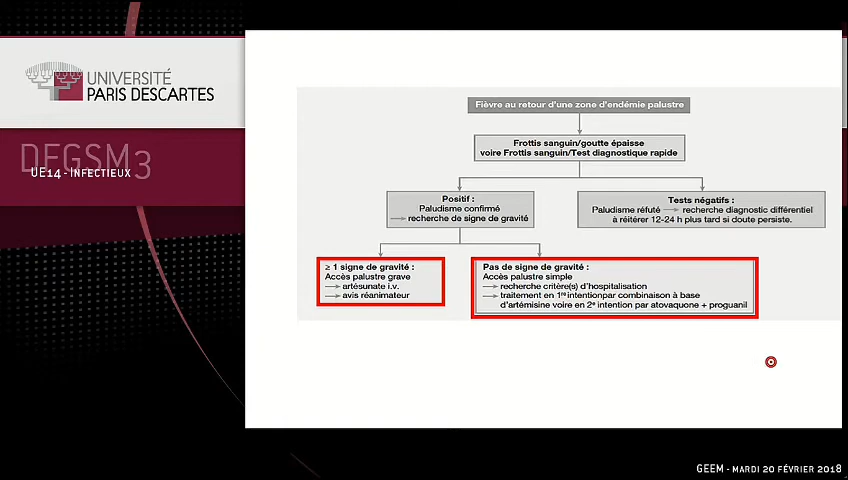 UNIVERSITÉ
PARIS DESCARTES
DFGSM3
UE14 - INFECTIEUX
Fièvre au retour d'une zone d'endémie palustre
Frottis sanguin/goutte épaisse
voire Frottis sanguin/Test diagnostique rapide
Positif :
Paludisme confirmé
→ recherche de signe de gravité
Tests négatifs :
Paludisme réfuté → recherche diagnostic différentiel
à réitérer 12-24 h plus tard si doute persiste.
≥ 1 signe de gravité :
Accès palustre grave
→ artésunate i.v.
→ avis réanimateur
Pas de signe de gravité :
Accès palustre simple
→ recherche critère(s) d'hospitalisation
→ traitement en 1re intentionpar combinaison à base
d'artémisine voire en 2e intention par atovaquone + proguanil
GEEM - MARDI 20 FÉVRIER 2018